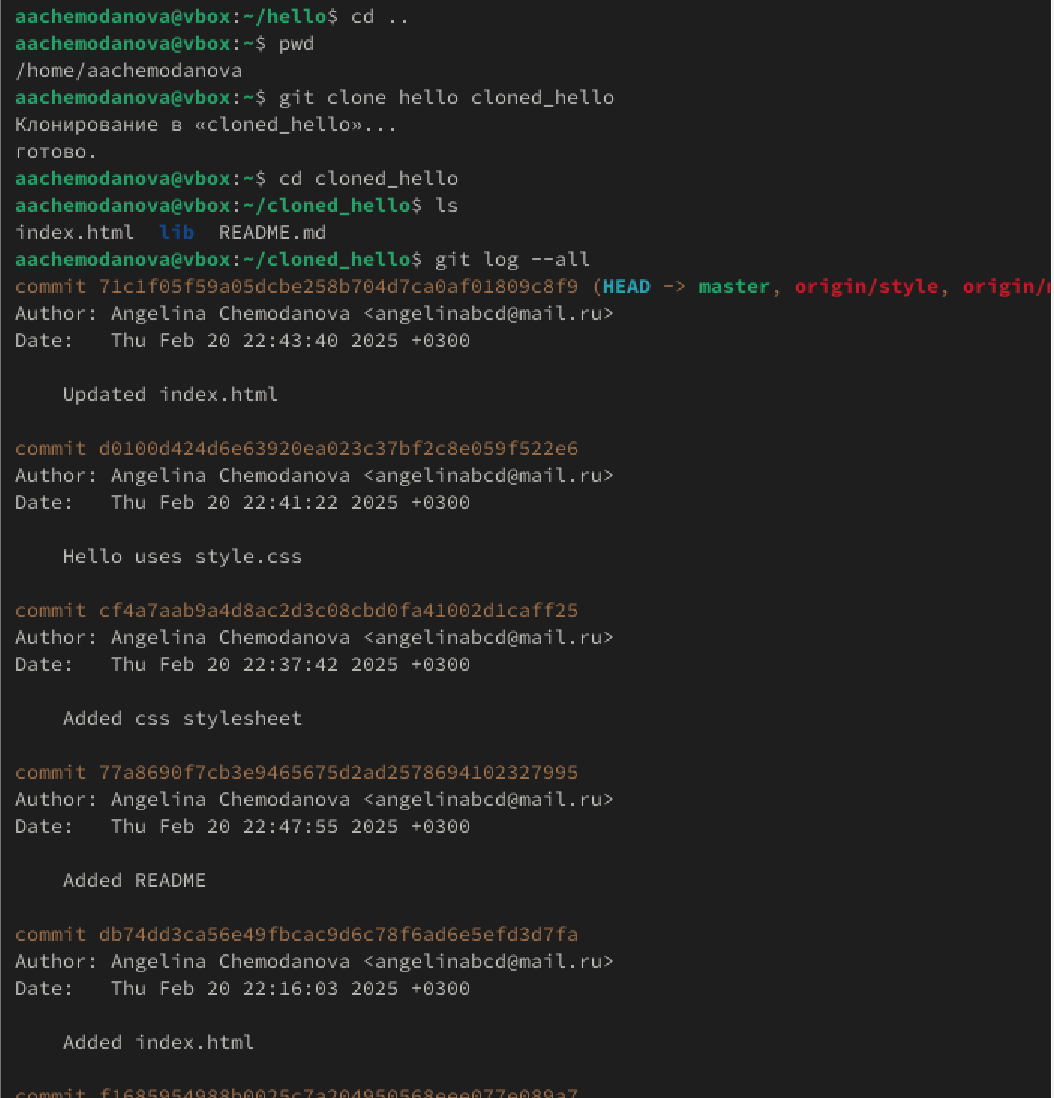 aachemodanova@vbox:~/hello$ cd ..
aachemodanova@vbox:~$ pwd
/home/aachemodanova
aachemodanova@vbox:~$ git clone hello cloned_hello
Клонирование в «cloned_hello»...
готово.
aachemodanova@vbox:~$ cd cloned_hello
aachemodanova@vbox:~/cloned_hello$ ls
index.html lib README.md
aachemodanova@vbox:~/cloned_hello$ git log --all
commit 71c1f05f59a05dcbe258b704d7ca0af01809c8f9 (HEAD -> master, origin/style, origin/
Author: Angelina Chemodanova <angelinabcd@mail.ru>
Date: Thu Feb 20 22:43:40 2025 +0300
Updated index.html
commit d0100d424d6e63920ea023c37bf2c8e059f522e6
Author: Angelina Chemodanova <angelinabcd@mail.ru>
Date: Thu Feb 20 22:41:22 2025 +0300
Hello uses style.css
commit cf4a7aab9a4d8ac2d3c08cbd0fa41002d1caff25
Author: Angelina Chemodanova <angelinabcd@mail.ru>
Date: Thu Feb 20 22:37:42 2025 +0300
Added css stylesheet
commit 77a8690f7cb3e9465675d2ad2578694102327995
Author: Angelina Chemodanova <angelinabcd@mail.ru>
Date: Thu Feb 20 22:47:55 2025 +0300
Added README
commit db74dd3ca56e49fbcac9d6c78f6ad6e5efd3d7fa
Author: Angelina Chemodanova <angelinabcd@mail.ru>
Date: Thu Feb 20 22:16:03 2025 +0300
Added index.html
commit